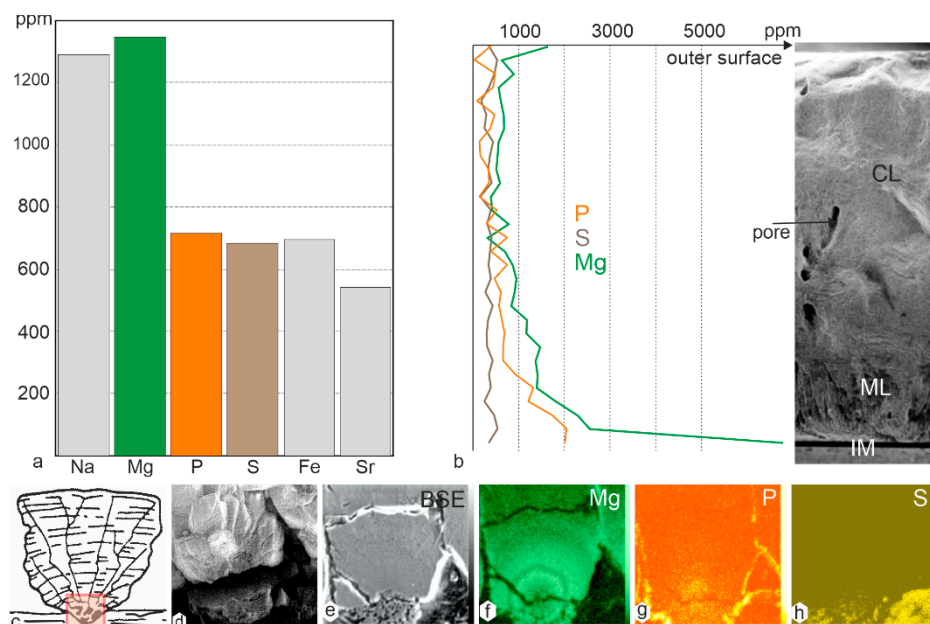 ppm
1200
1000
800
600
400
200
a
Na Mg P S Fe Sr
1000 3000 5000 ppm
outer surface
P
S
Mg
b
CL
pore
ML
IM
c
d
BSE
e
Mg
f
P
g
S
h